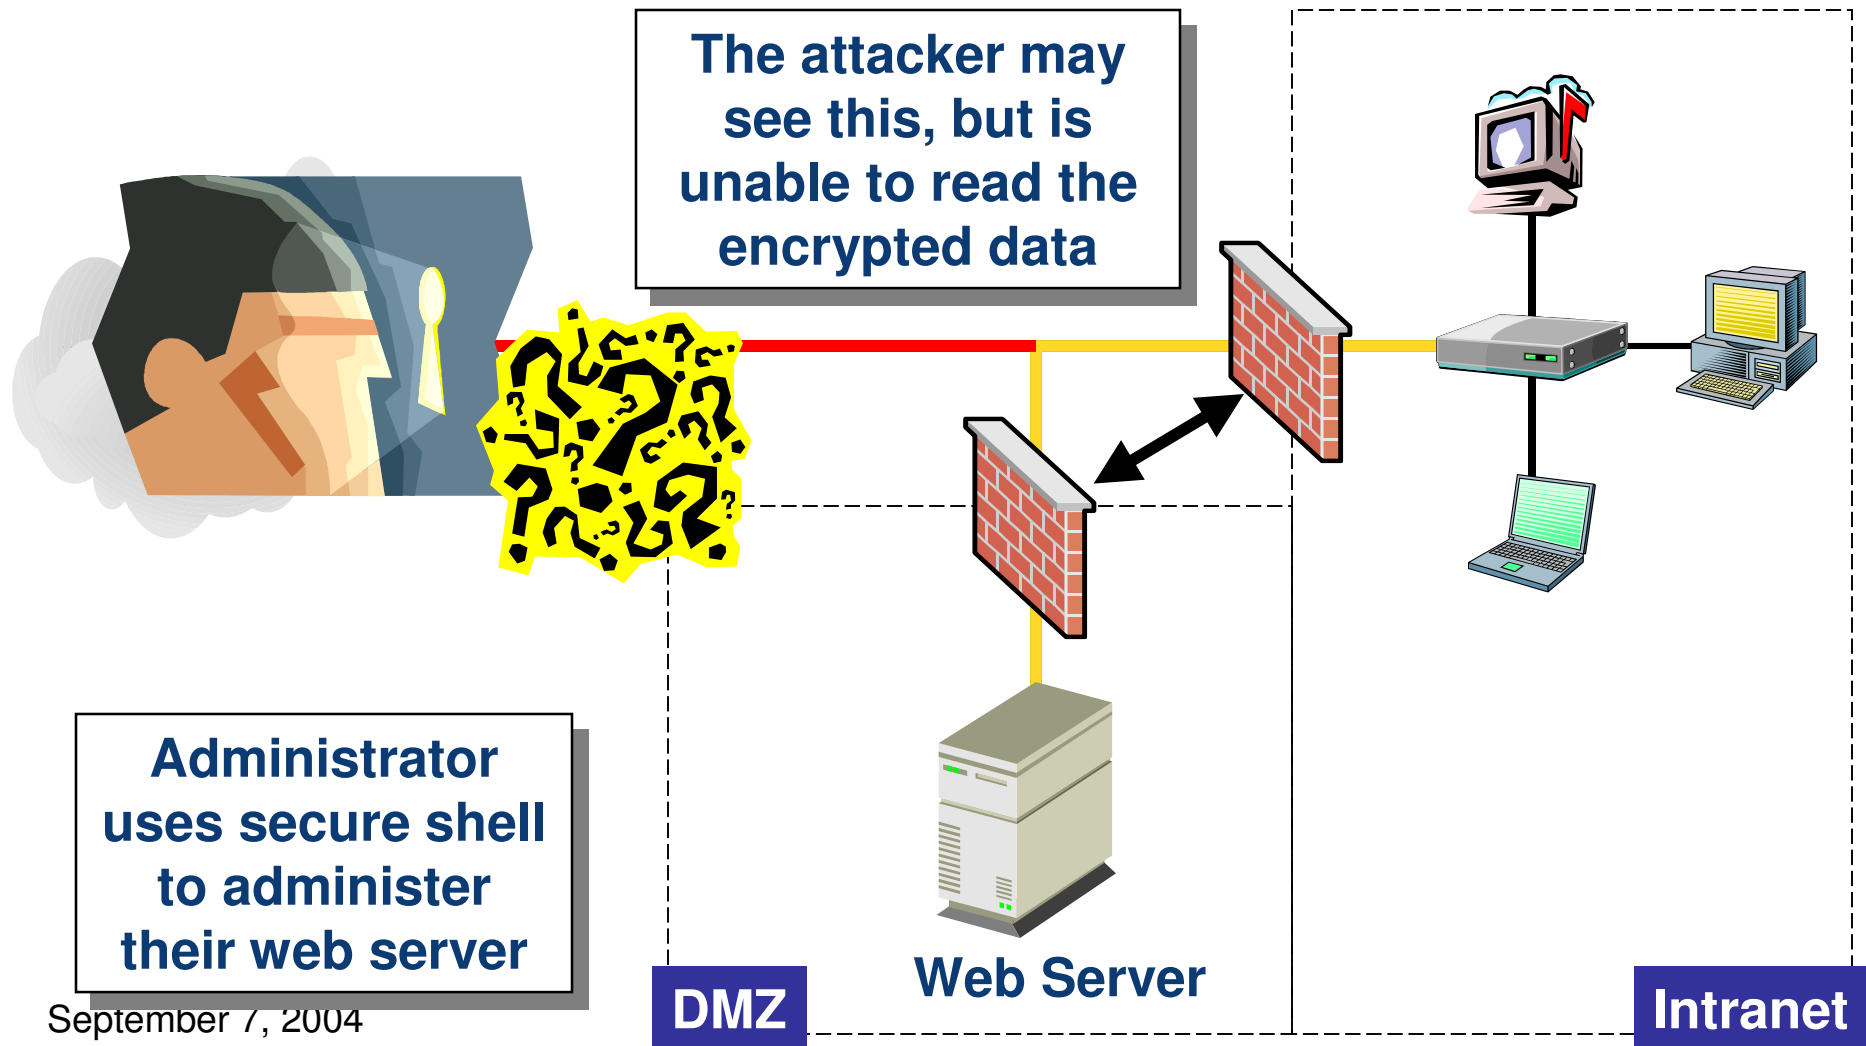 The attacker may
see this, but is
unable to read the
encrypted data
Administrator
uses secure shell
to administer
their web server
Web Server
DMZ
Intranet
September 7, 2004